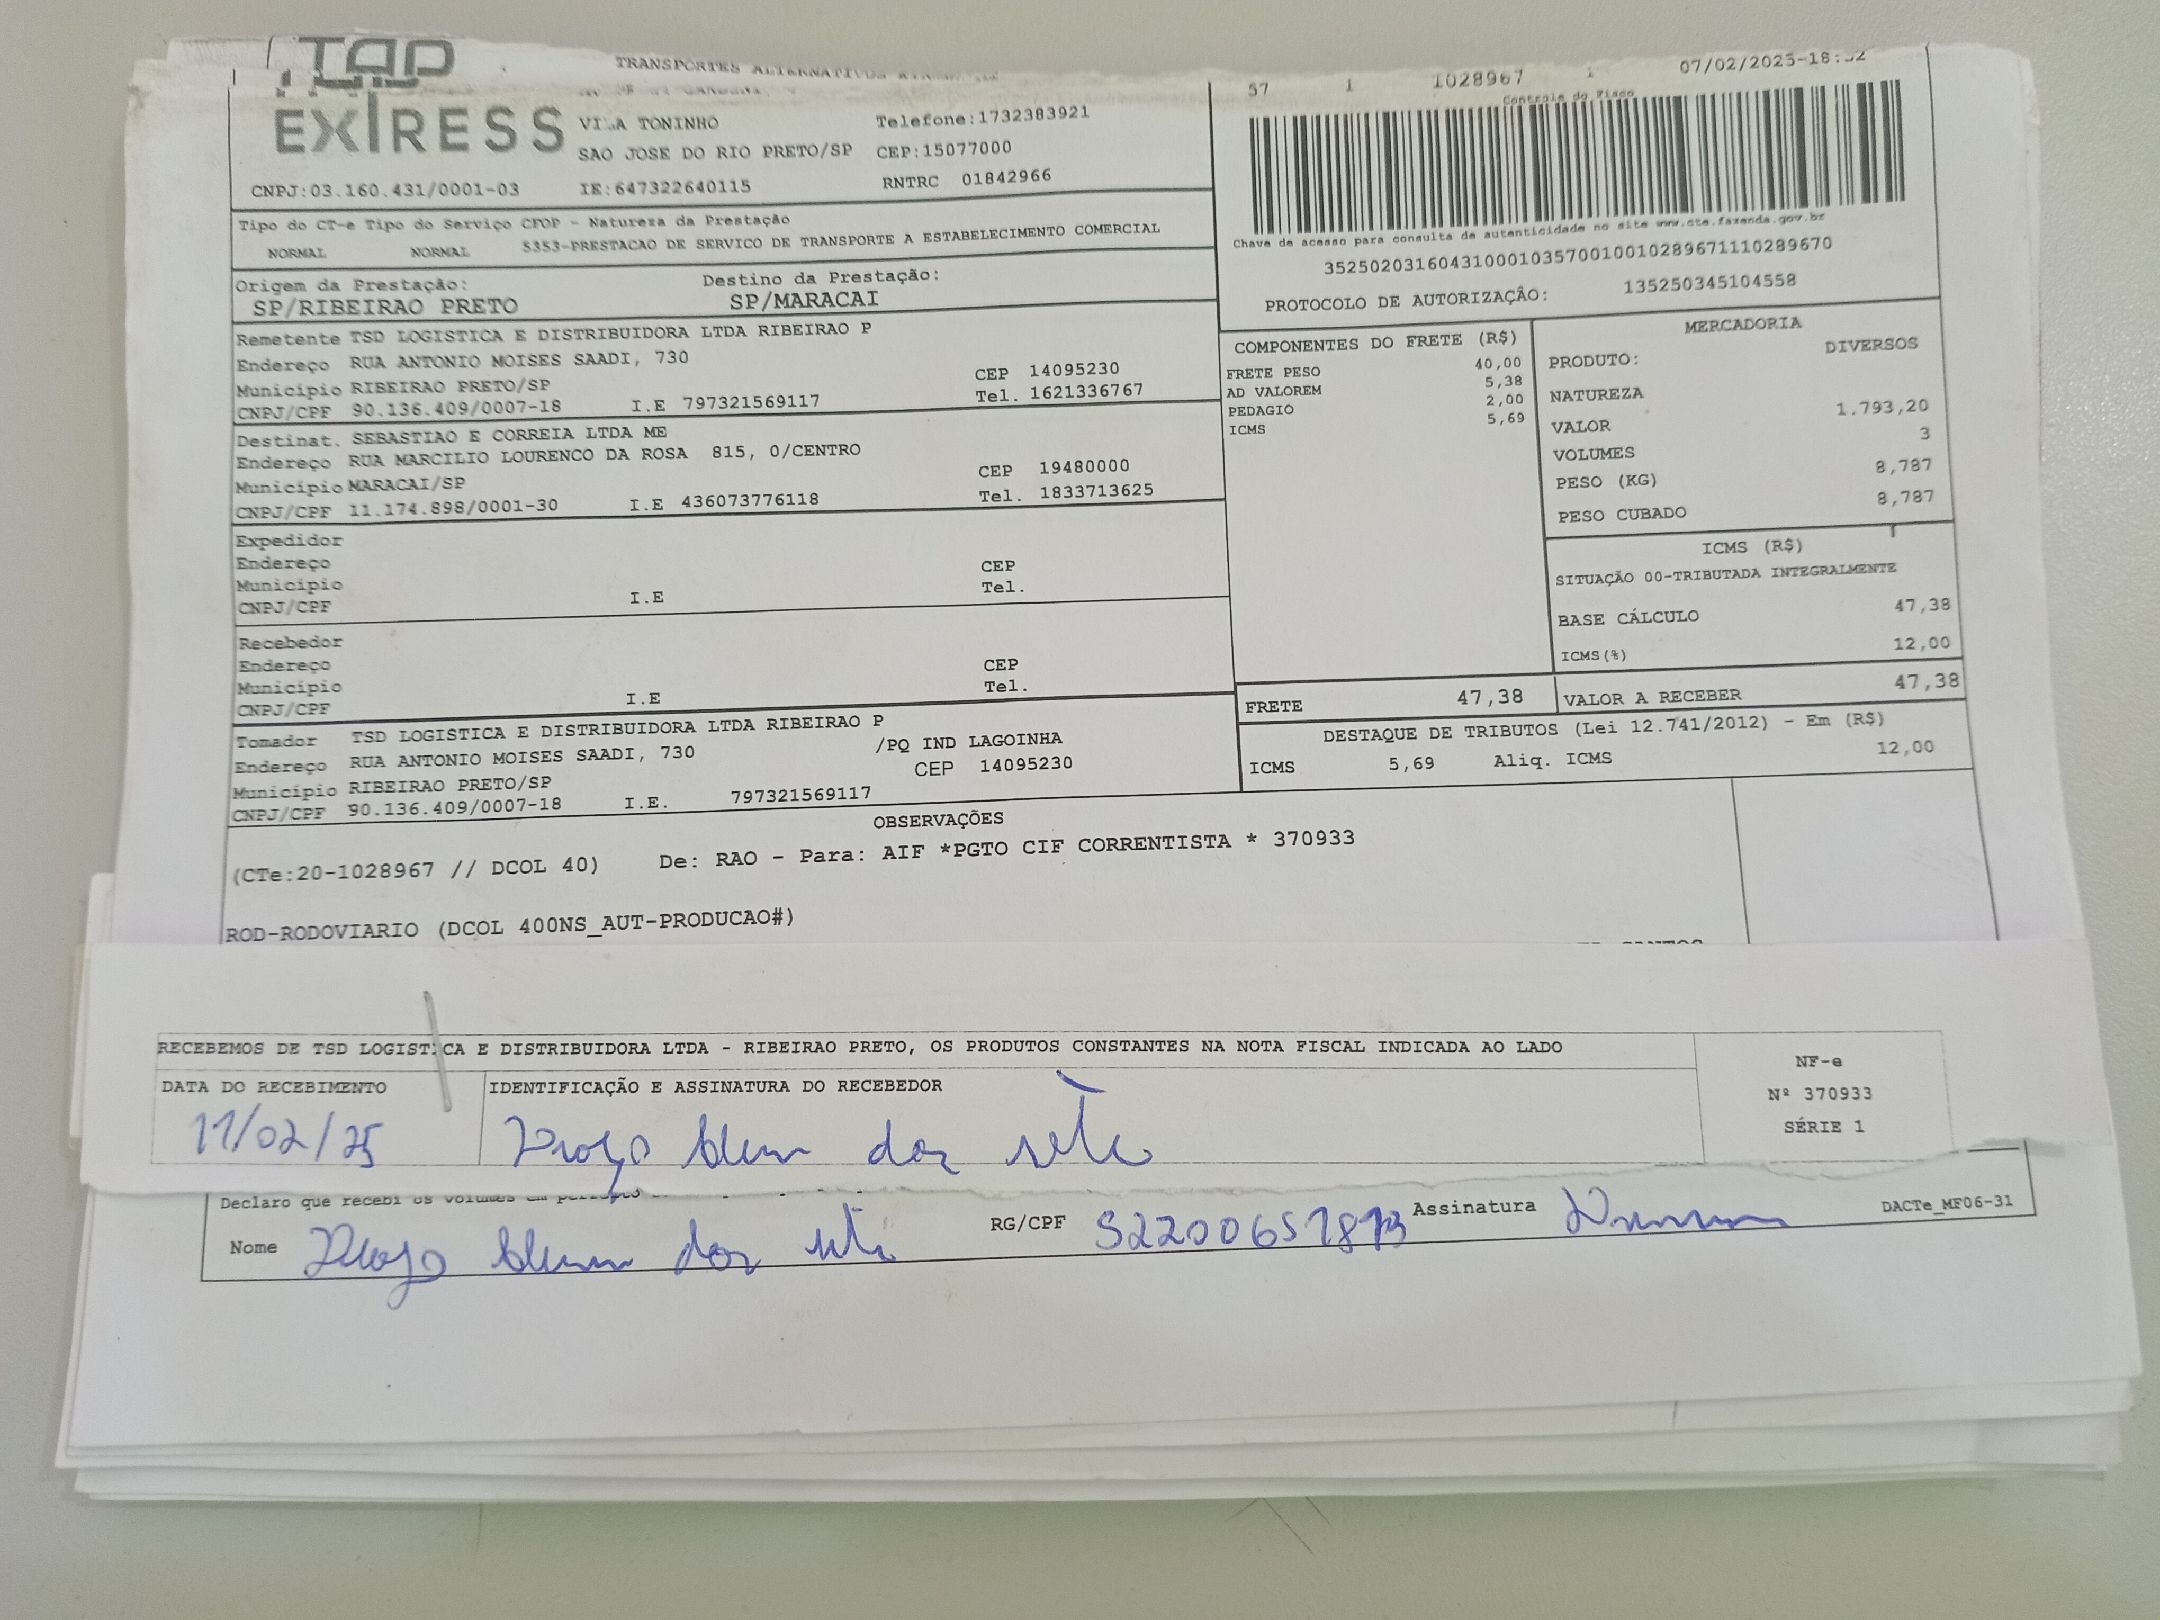 TAP
EXPRESS
TRANSPORTES ALTERNATIVOS
VILA TONINHO Telefone:1732383921
SAO JOSE DO RIO PRETO/SP CEP:15077000
CNPJ:03.160.431/0001-03 IE:647322640115 RNTRC 01842966
57 1 1028967 1 07/02/2025-18:
Controle do Fisco
Chave de acesso para consulta de autenticidade no site www.cte.fazenda.gov.br
35250203160431000103570010010289671110289670
PROTOCOLO DE AUTORIZAÇÃO: 135250345104558
Tipo do CT-e Tipo do Serviço CFOP - Natureza da Prestação
NORMAL NORMAL 5353-PRESTACAO DE SERVICO DE TRANSPORTE A ESTABELECIMENTO COMERCIAL
Origem da Prestação: Destino da Prestação:
SP/RIBEIRAO PRETO SP/MARACAI
Remetente TSD LOGISTICA E DISTRIBUIDORA LTDA RIBEIRAO P
Endereço RUA ANTONIO MOISES SAADI, 730
Município RIBEIRAO PRETO/SP CEP 14095230
CNPJ/CPF 90.136.409/0007-18 I.E 797321569117 Tel. 1621336767
Destinat. SEBASTIAO E CORREIA LTDA ME
Endereço RUA MARCILIO LOURENCO DA ROSA 815, 0/CENTRO
Município MARACAI/SP CEP 19480000
CNPJ/CPF 11.174.898/0001-30 I.E 436073776118 Tel. 1833713625
Expedidor
Endereço
Município CEP
CNPJ/CPF I.E Tel.
Recebedor
Endereço
Município CEP
CNPJ/CPF I.E Tel.
Tomador TSD LOGISTICA E DISTRIBUIDORA LTDA RIBEIRAO P
Endereço RUA ANTONIO MOISES SAADI, 730 /PQ IND LAGOINHA
Município RIBEIRAO PRETO/SP CEP 14095230
CNPJ/CPF 90.136.409/0007-18 I.E. 797321569117
COMPONENTES DO FRETE (R$)
FRETE PESO 40,00
AD VALOREM 5,38
PEDAGIO 2,00
ICMS 5,69
MERCADORIA
PRODUTO: DIVERSOS
NATUREZA
VALOR 1.793,20
VOLUMES 3
PESO (KG) 8,787
PESO CUBADO 8,787
ICMS (R$)
SITUAÇÃO 00-TRIBUTADA INTEGRALMENTE
BASE CÁLCULO 47,38
ICMS(%) 12,00
FRETE 47,38 VALOR A RECEBER 47,38
DESTAQUE DE TRIBUTOS (Lei 12.741/2012) - Em (R$)
ICMS 5,69 Aliq. ICMS 12,00
OBSERVAÇÕES
(CTe:20-1028967 // DCOL 40) De: RAO - Para: AIF *PGTO CIF CORRENTISTA * 370933
ROD-RODOVIARIO (DCOL 400NS_AUT-PRODUCAO#)
RECEBEMOS DE TSD LOGISTICA E DISTRIBUIDORA LTDA - RIBEIRAO PRETO, OS PRODUTOS CONSTANTES NA NOTA FISCAL INDICADA AO LADO
DATA DO RECEBIMENTO IDENTIFICAÇÃO E ASSINATURA DO RECEBEDOR
11/02/25
NF-e
Nº 370933
SÉRIE 1
Declaro que recebi os volumes em
Nome RG/CPF Assinatura DACTe_MF06-31